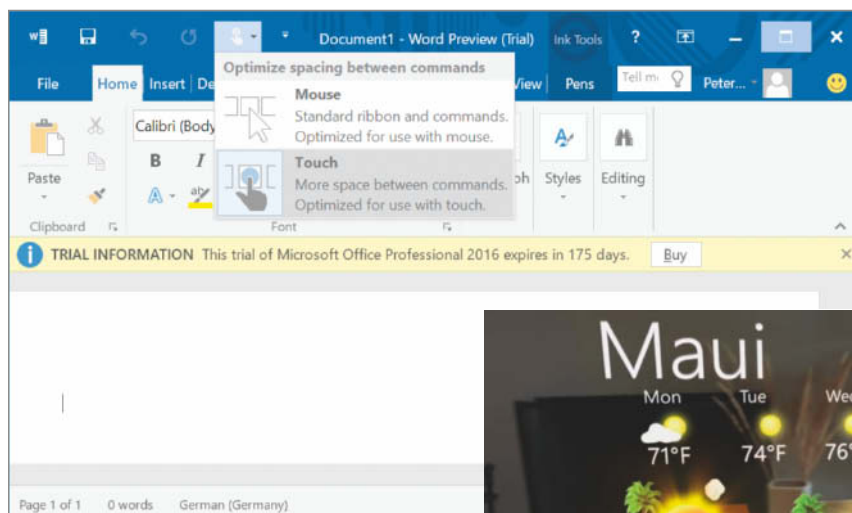 Document1 - Word Preview (Trial) Ink Tools ?
File Home Insert View Pens Peter...
Optimize spacing between commands
Mouse
Standard ribbon and commands.
Optimized for use with mouse.
Touch
More space between commands.
Optimized for use with touch.
Calibri (Body
B I
Paste
Styles Editing
Clipboard Font
TRIAL INFORMATION This trial of Microsoft Office Professional 2016 expires in 175 days. Buy
Maui
Mon Tue
71°F 74°F 76°
Page 1 of 1 0 words German (Germany)